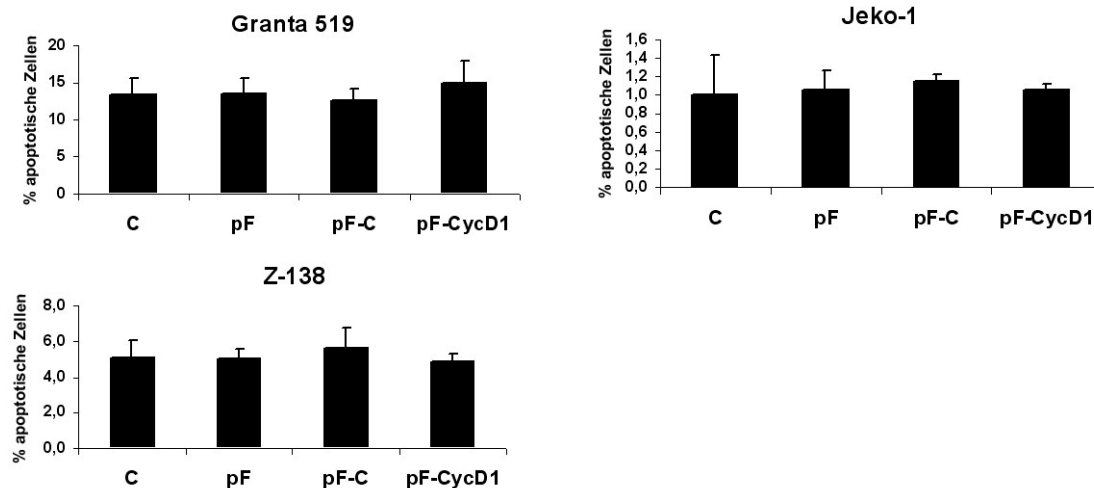 Granta 519
% apoptotische Zellen
20
15
10
5
0
C pF pF-C pF-CycD1
Jeko-1
% apoptotische Zellen
1,6
1,4
1,2
1,0
0,8
0,6
0,4
0,2
0,0
C pF pF-C pF-CycD1
Z-138
% apoptotische Zellen
8,0
6,0
4,0
2,0
0,0
C pF pF-C pF-CycD1